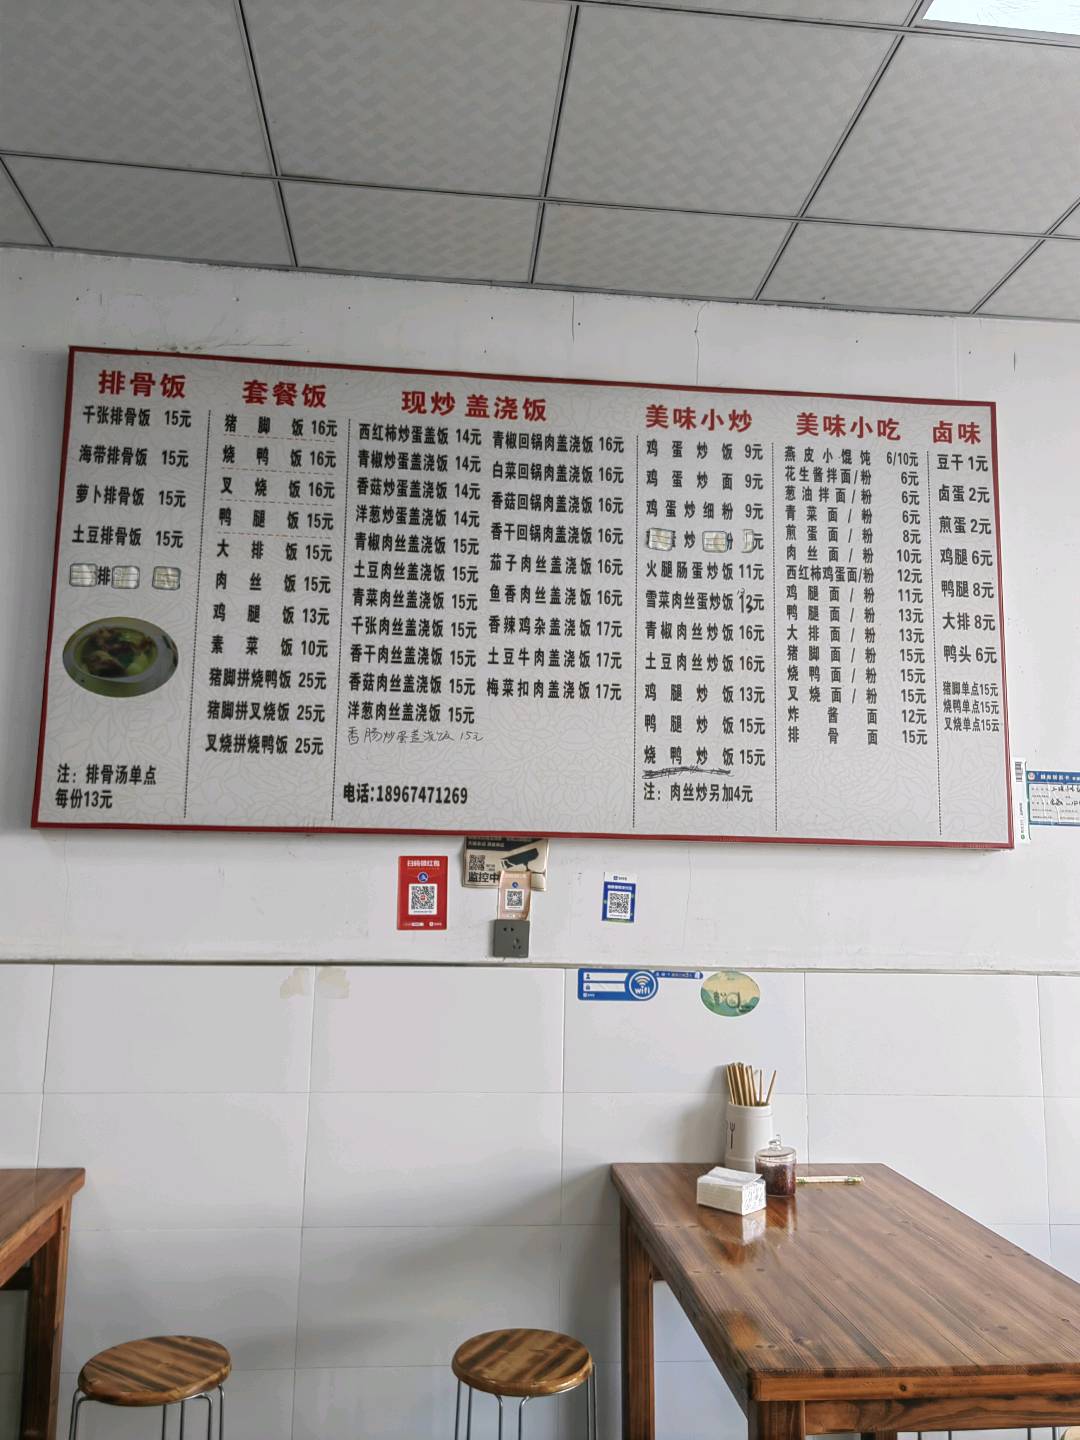 排骨饭
千张排骨饭 15元
海带排骨饭 15元
萝卜排骨饭 15元
土豆排骨饭 15元
排
注：排骨汤单点
每份13元
套餐饭
猪脚饭 16元
烧鸭饭 16元
叉烧饭 16元
鸭腿饭 15元
大排饭 15元
肉丝饭 15元
鸡腿饭 13元
素菜饭 10元
猪脚拼烧鸭饭 25元
猪脚拼叉烧饭 25元
叉烧拼烧鸭饭 25元
现炒 盖浇饭
西红柿炒蛋盖饭 14元
青椒炒蛋盖浇饭 14元
香菇炒蛋盖浇饭 14元
洋葱炒蛋盖浇饭 14元
青椒肉丝盖浇饭 15元
土豆肉丝盖浇饭 15元
青菜肉丝盖浇饭 15元
千张肉丝盖浇饭 15元
香干肉丝盖浇饭 15元
香菇肉丝盖浇饭 15元
洋葱肉丝盖浇饭 15元
香肠炒蛋盖浇饭 15元
电话:18967471269
青椒回锅肉盖浇饭 16元
白菜回锅肉盖浇饭 16元
香菇回锅肉盖浇饭 16元
香干回锅肉盖浇饭 16元
茄子肉丝盖浇饭 16元
鱼香肉丝盖浇饭 16元
香辣鸡杂盖浇饭 17元
土豆牛肉盖浇饭 17元
梅菜扣肉盖浇饭 17元
美味小炒
鸡蛋炒饭 9元
鸡蛋炒面 9元
鸡蛋炒细粉 9元
炒
火腿肠蛋炒饭 11元
雪菜肉丝蛋炒饭 12元
青椒肉丝炒饭 16元
土豆肉丝炒饭 16元
鸡腿炒饭 13元
鸭腿炒饭 15元
烧鸭炒饭 15元
注：肉丝炒另加4元
美味小吃
燕皮小馄饨 6/10元
花生酱拌面/粉 6元
葱油拌面/粉 6元
青菜面/粉 6元
煎蛋面/粉 8元
肉丝面/粉 10元
西红柿鸡蛋面/粉 12元
鸡腿面/粉 11元
鸭腿面/粉 13元
大排面/粉 13元
猪脚面/粉 15元
烧鸭面/粉 15元
叉烧面/粉 15元
炸酱面 12元
排骨面 15元
卤味
豆干 1元
卤蛋 2元
煎蛋 2元
鸡腿 6元
鸭腿 8元
大排 8元
鸭头 6元
猪脚单点15元
烧鸭单点15元
叉烧单点15云
扫码领红包
监控中
wifi